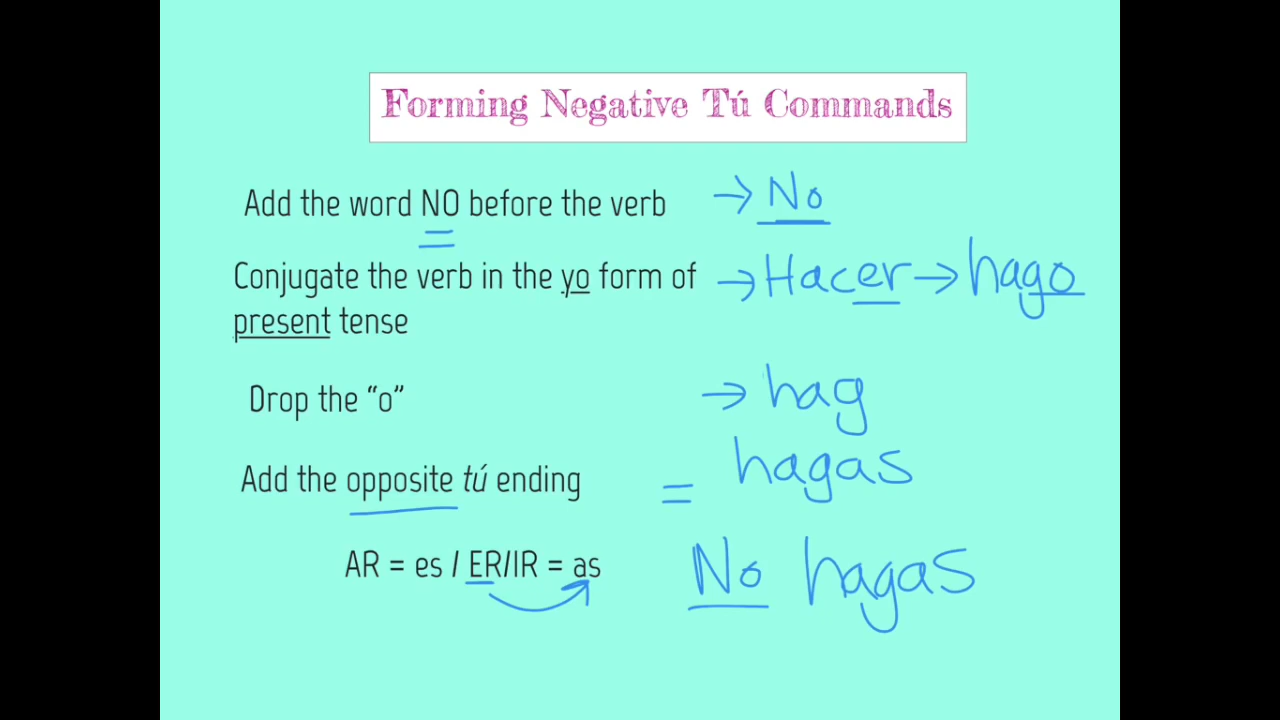 Forming Negative Tú Commands
Add the word NO before the verb → No
Conjugate the verb in the yo form of → Hacer → hago
present tense
Drop the “o” → hag
Add the opposite tú ending = hagas
AR = es / ER/IR = as No hagas